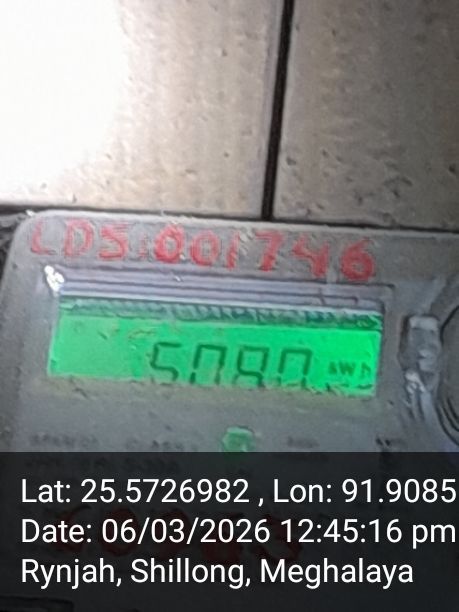 LDS:001746
5080 kWh
Lat: 25.5726982 , Lon: 91.9085
Date: 06/03/2026 12:45:16 pm
Rynjah, Shillong, Meghalaya